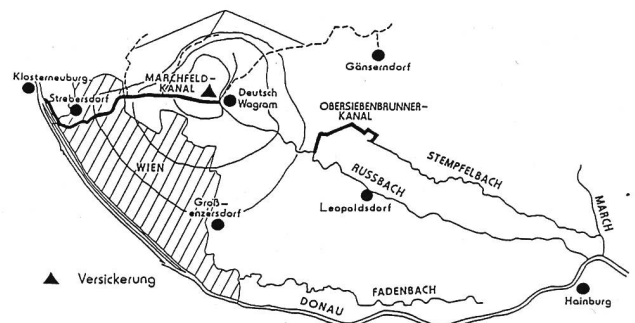 Klosterneuburg
Strebersdorf
MARCHFELD-
KANAL
Deutsch
Wagram
Gänserndorf
OBERSIEBENBRUNNER-
KANAL
STEMPFELBACH
RUSSBACH
MARCH
WIEN
Groß-
enzersdorf
Leopoldsdorf
Versickerung
FADENBACH
DONAU
Hainburg